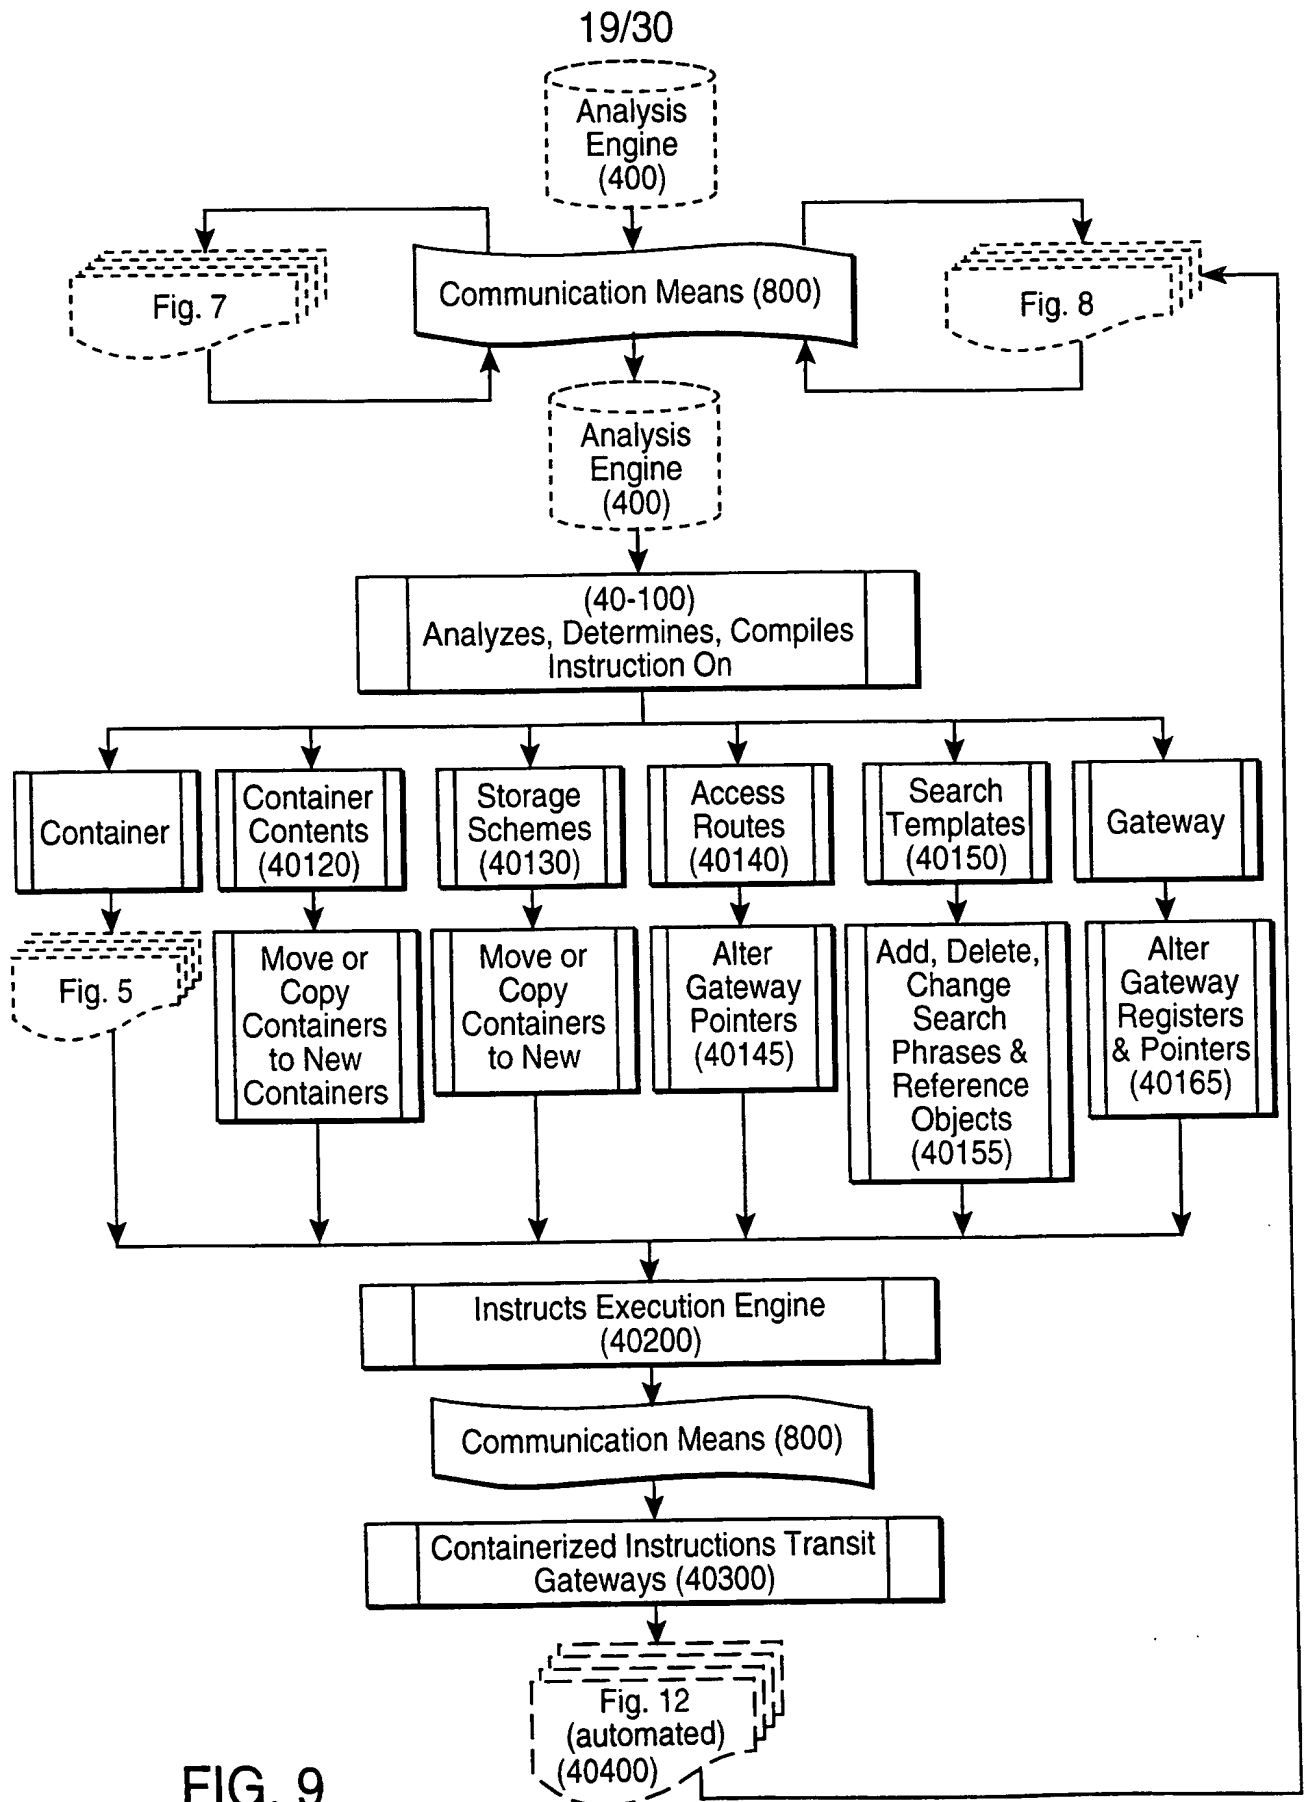 19/30
Analysis
Engine
(400)
Communication Means (800)
Fig. 7
Fig. 8
Analysis
Engine
(400)
(40-100)
Analyzes, Determines, Compiles
Instruction On
Container
Container
Contents
(40120)
Storage
Schemes
(40130)
Access
Routes
(40140)
Search
Templates
(40150)
Gateway
Fig. 5
Move or
Copy
Containers
to New
Containers
Move or
Copy
Containers
to New
Alter
Gateway
Pointers
(40145)
Add, Delete,
Change
Search
Phrases &
Reference
Objects
(40155)
Alter
Gateway
Registers
& Pointers
(40165)
Instructs Execution Engine
(40200)
Communication Means (800)
Containerized Instructions Transit
Gateways (40300)
Fig. 12
(automated)
(40400)
FIG. 9